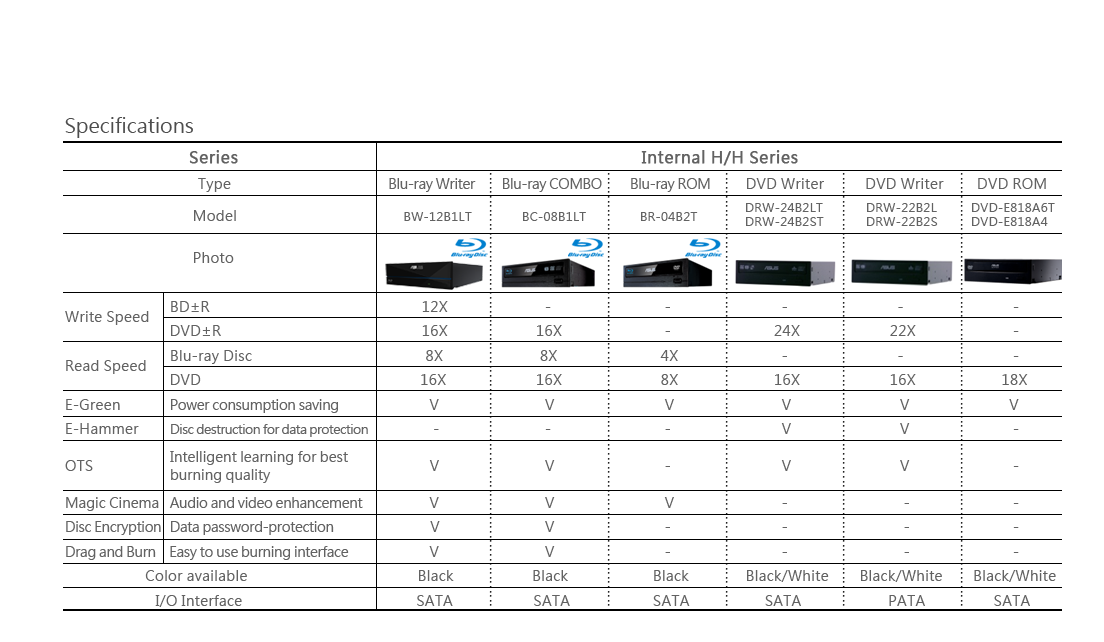 Specifications
Series Internal H/H Series
Type Blu-ray Writer Blu-ray COMBO Blu-ray ROM DVD Writer DVD Writer DVD ROM
Model BW-12B1LT BC-08B1LT BR-04B2T DRW-24B2LT DRW-22B2L DVD-E818A6T
DRW-24B2ST DRW-22B2S DVD-E818A4
Photo Blu-ray Disc Blu-ray Disc Blu-ray Disc
Write Speed BD±R 12X - - - - -
DVD±R 16X 16X - 24X 22X -
Read Speed Blu-ray Disc 8X 8X 4X - - -
DVD 16X 16X 8X 16X 16X 18X
E-Green Power consumption saving V V V V V V
E-Hammer Disc destruction for data protection - - - V V -
OTS Intelligent learning for best burning quality V V - V V -
Magic Cinema Audio and video enhancement V V V - - -
Disc Encryption Data password-protection V V - - - -
Drag and Burn Easy to use burning interface V V - - - -
Color available Black Black Black Black/White Black/White Black/White
I/O Interface SATA SATA SATA SATA PATA SATA